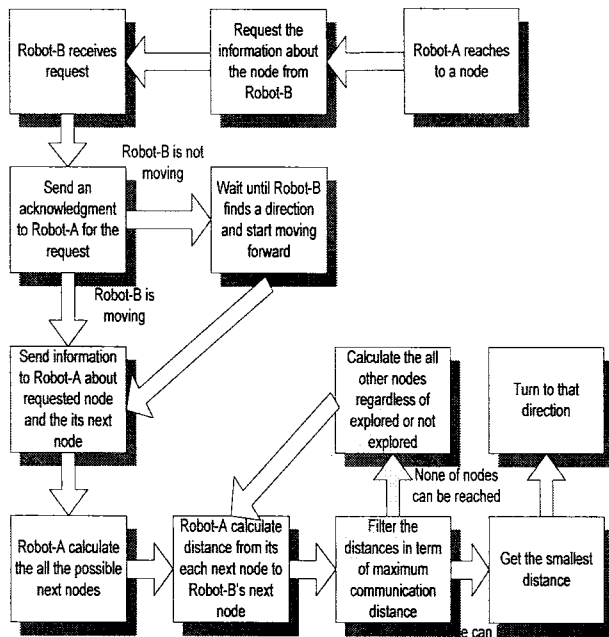 Robot-B receives
request
Request the
information about
the node from
Robot-B
Robot-A reaches
to a node
Send an
acknowledgment
to Robot-A for the
request
Robot-B is not
moving
Wait until Robot-B
finds a direction
and start moving
forward
Robot-B is
moving
Send information
to Robot-A about
requested node
and the its next
node
Calculate the all
other nodes
regardless of
explored or not
explored
Turn to that
direction
None of nodes
can be reached
Robot-A calculate
the all the possible
next nodes
Robot-A calculate
distance from its
each next node to
Robot-B's next
node
Filter the
distances in term
of maximum
communication
distance
Get the smallest
distance
can